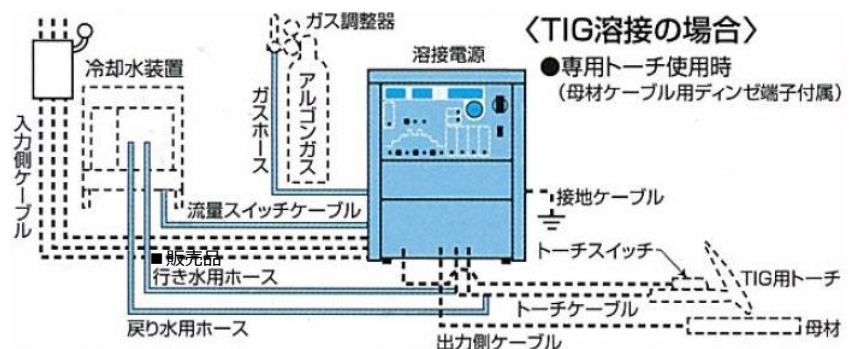 〈TIG溶接の場合〉
●専用トーチ使用時
(母材ケーブル用ディンゼ端子付属)
ガス調整器
溶接電源
冷却水装置
アルゴンガス
ガスホース
入力側ケーブル
流量スイッチケーブル
接地ケーブル
トーチスイッチ
■販売品
行き水用ホース
TIG用トーチ
トーチケーブル
戻り水用ホース
出力側ケーブル
母材